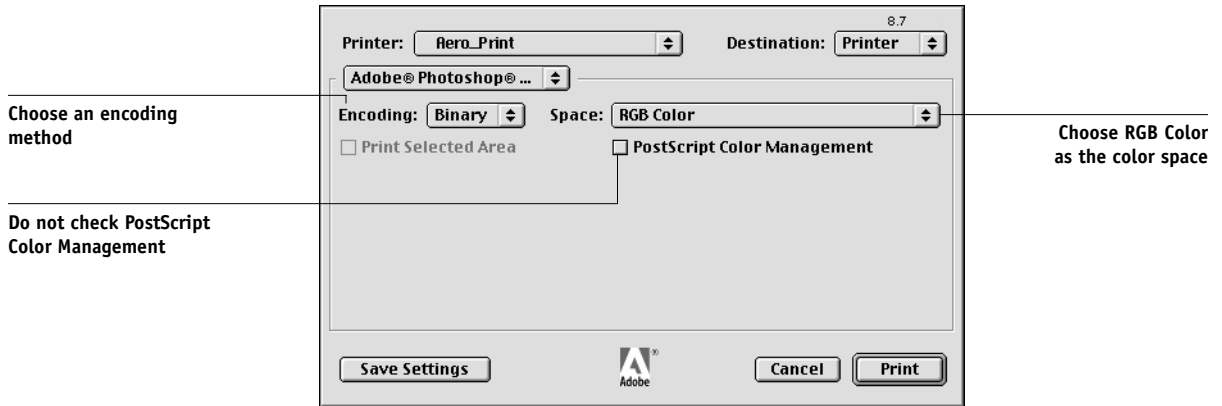 8.7
Printer: Aero_Print Destination: Printer
Adobe® Photoshop® ...
Choose an encoding
method
Encoding: Binary Space: RGB Color
Choose RGB Color
as the color space
Print Selected Area PostScript Color Management
Do not check PostScript
Color Management
Save Settings Adobe ® Cancel Print